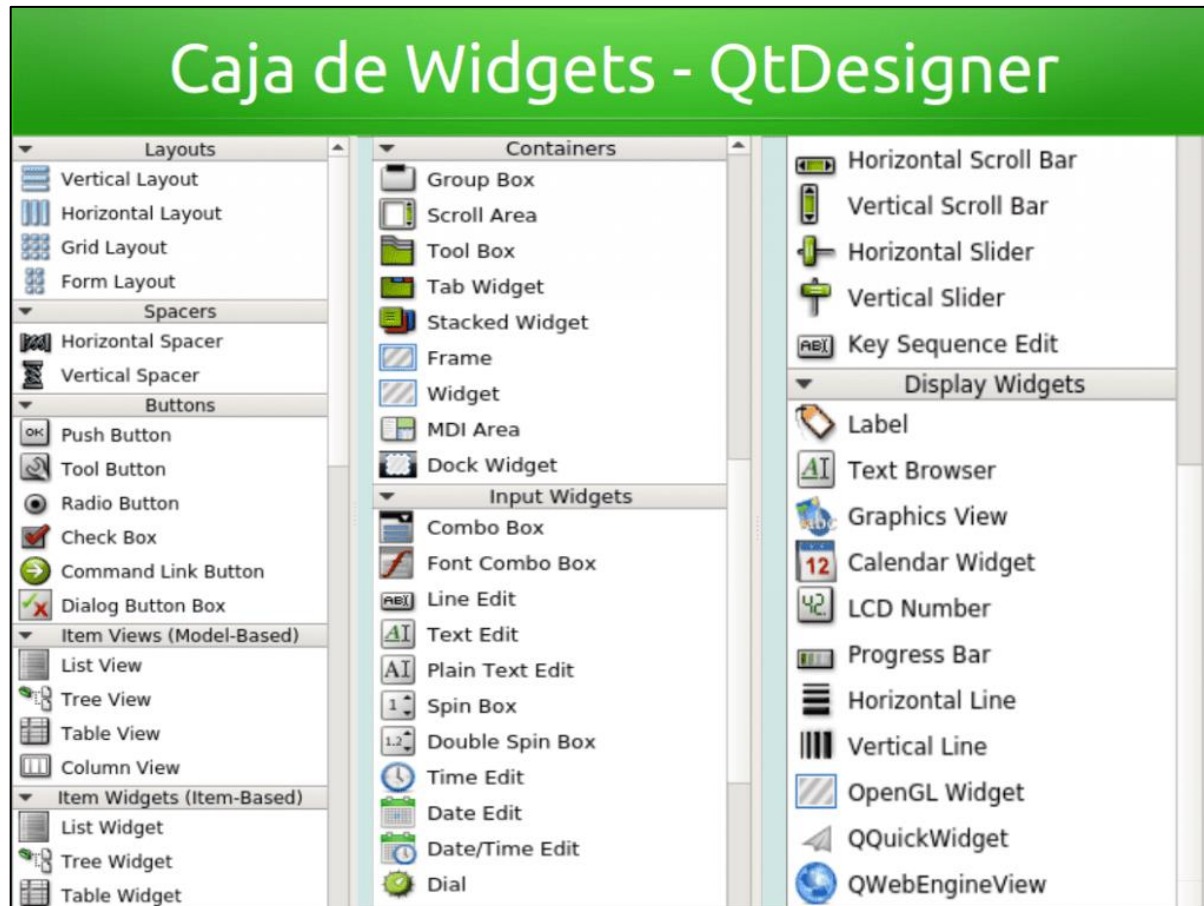 Caja de Widgets - QtDesigner
Layouts
Vertical Layout
Horizontal Layout
Grid Layout
Form Layout
Spacers
Horizontal Spacer
Vertical Spacer
Buttons
Push Button
Tool Button
Radio Button
Check Box
Command Link Button
Dialog Button Box
Item Views (Model-Based)
List View
Tree View
Table View
Column View
Item Widgets (Item-Based)
List Widget
Tree Widget
Table Widget
Containers
Group Box
Scroll Area
Tool Box
Tab Widget
Stacked Widget
Frame
Widget
MDI Area
Dock Widget
Input Widgets
Combo Box
Font Combo Box
Line Edit
Text Edit
Plain Text Edit
Spin Box
Double Spin Box
Time Edit
Date Edit
Date/Time Edit
Dial
Horizontal Scroll Bar
Vertical Scroll Bar
Horizontal Slider
Vertical Slider
Key Sequence Edit
Display Widgets
Label
Text Browser
Graphics View
Calendar Widget
LCD Number
Progress Bar
Horizontal Line
Vertical Line
OpenGL Widget
QQuickWidget
QWebEngineView